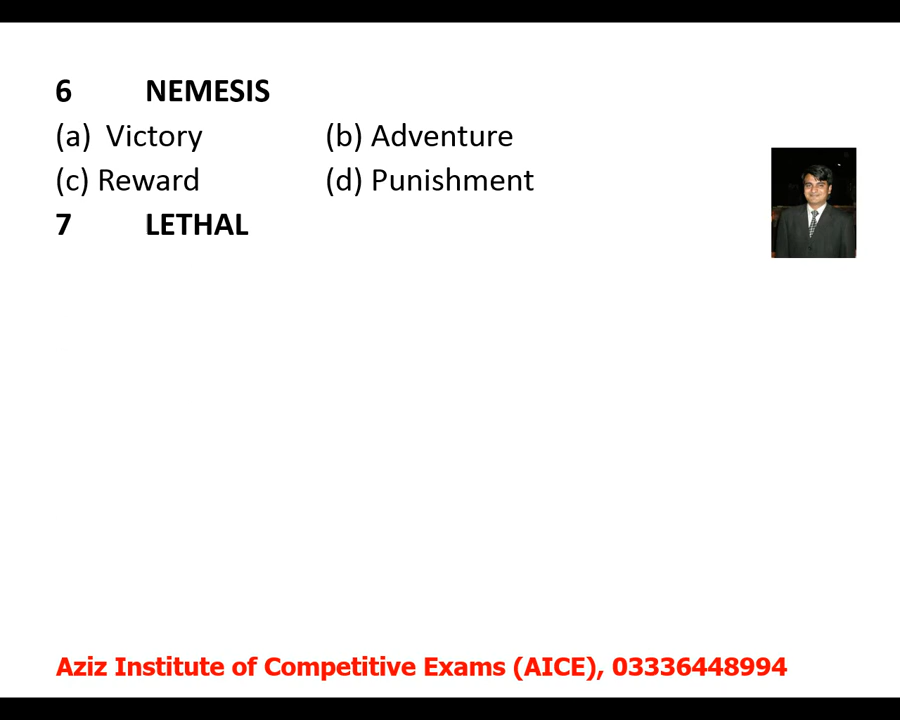 6 NEMESIS
(a) Victory (b) Adventure
(c) Reward (d) Punishment
7 LETHAL
Aziz Institute of Competitive Exams (AICE), 03336448994